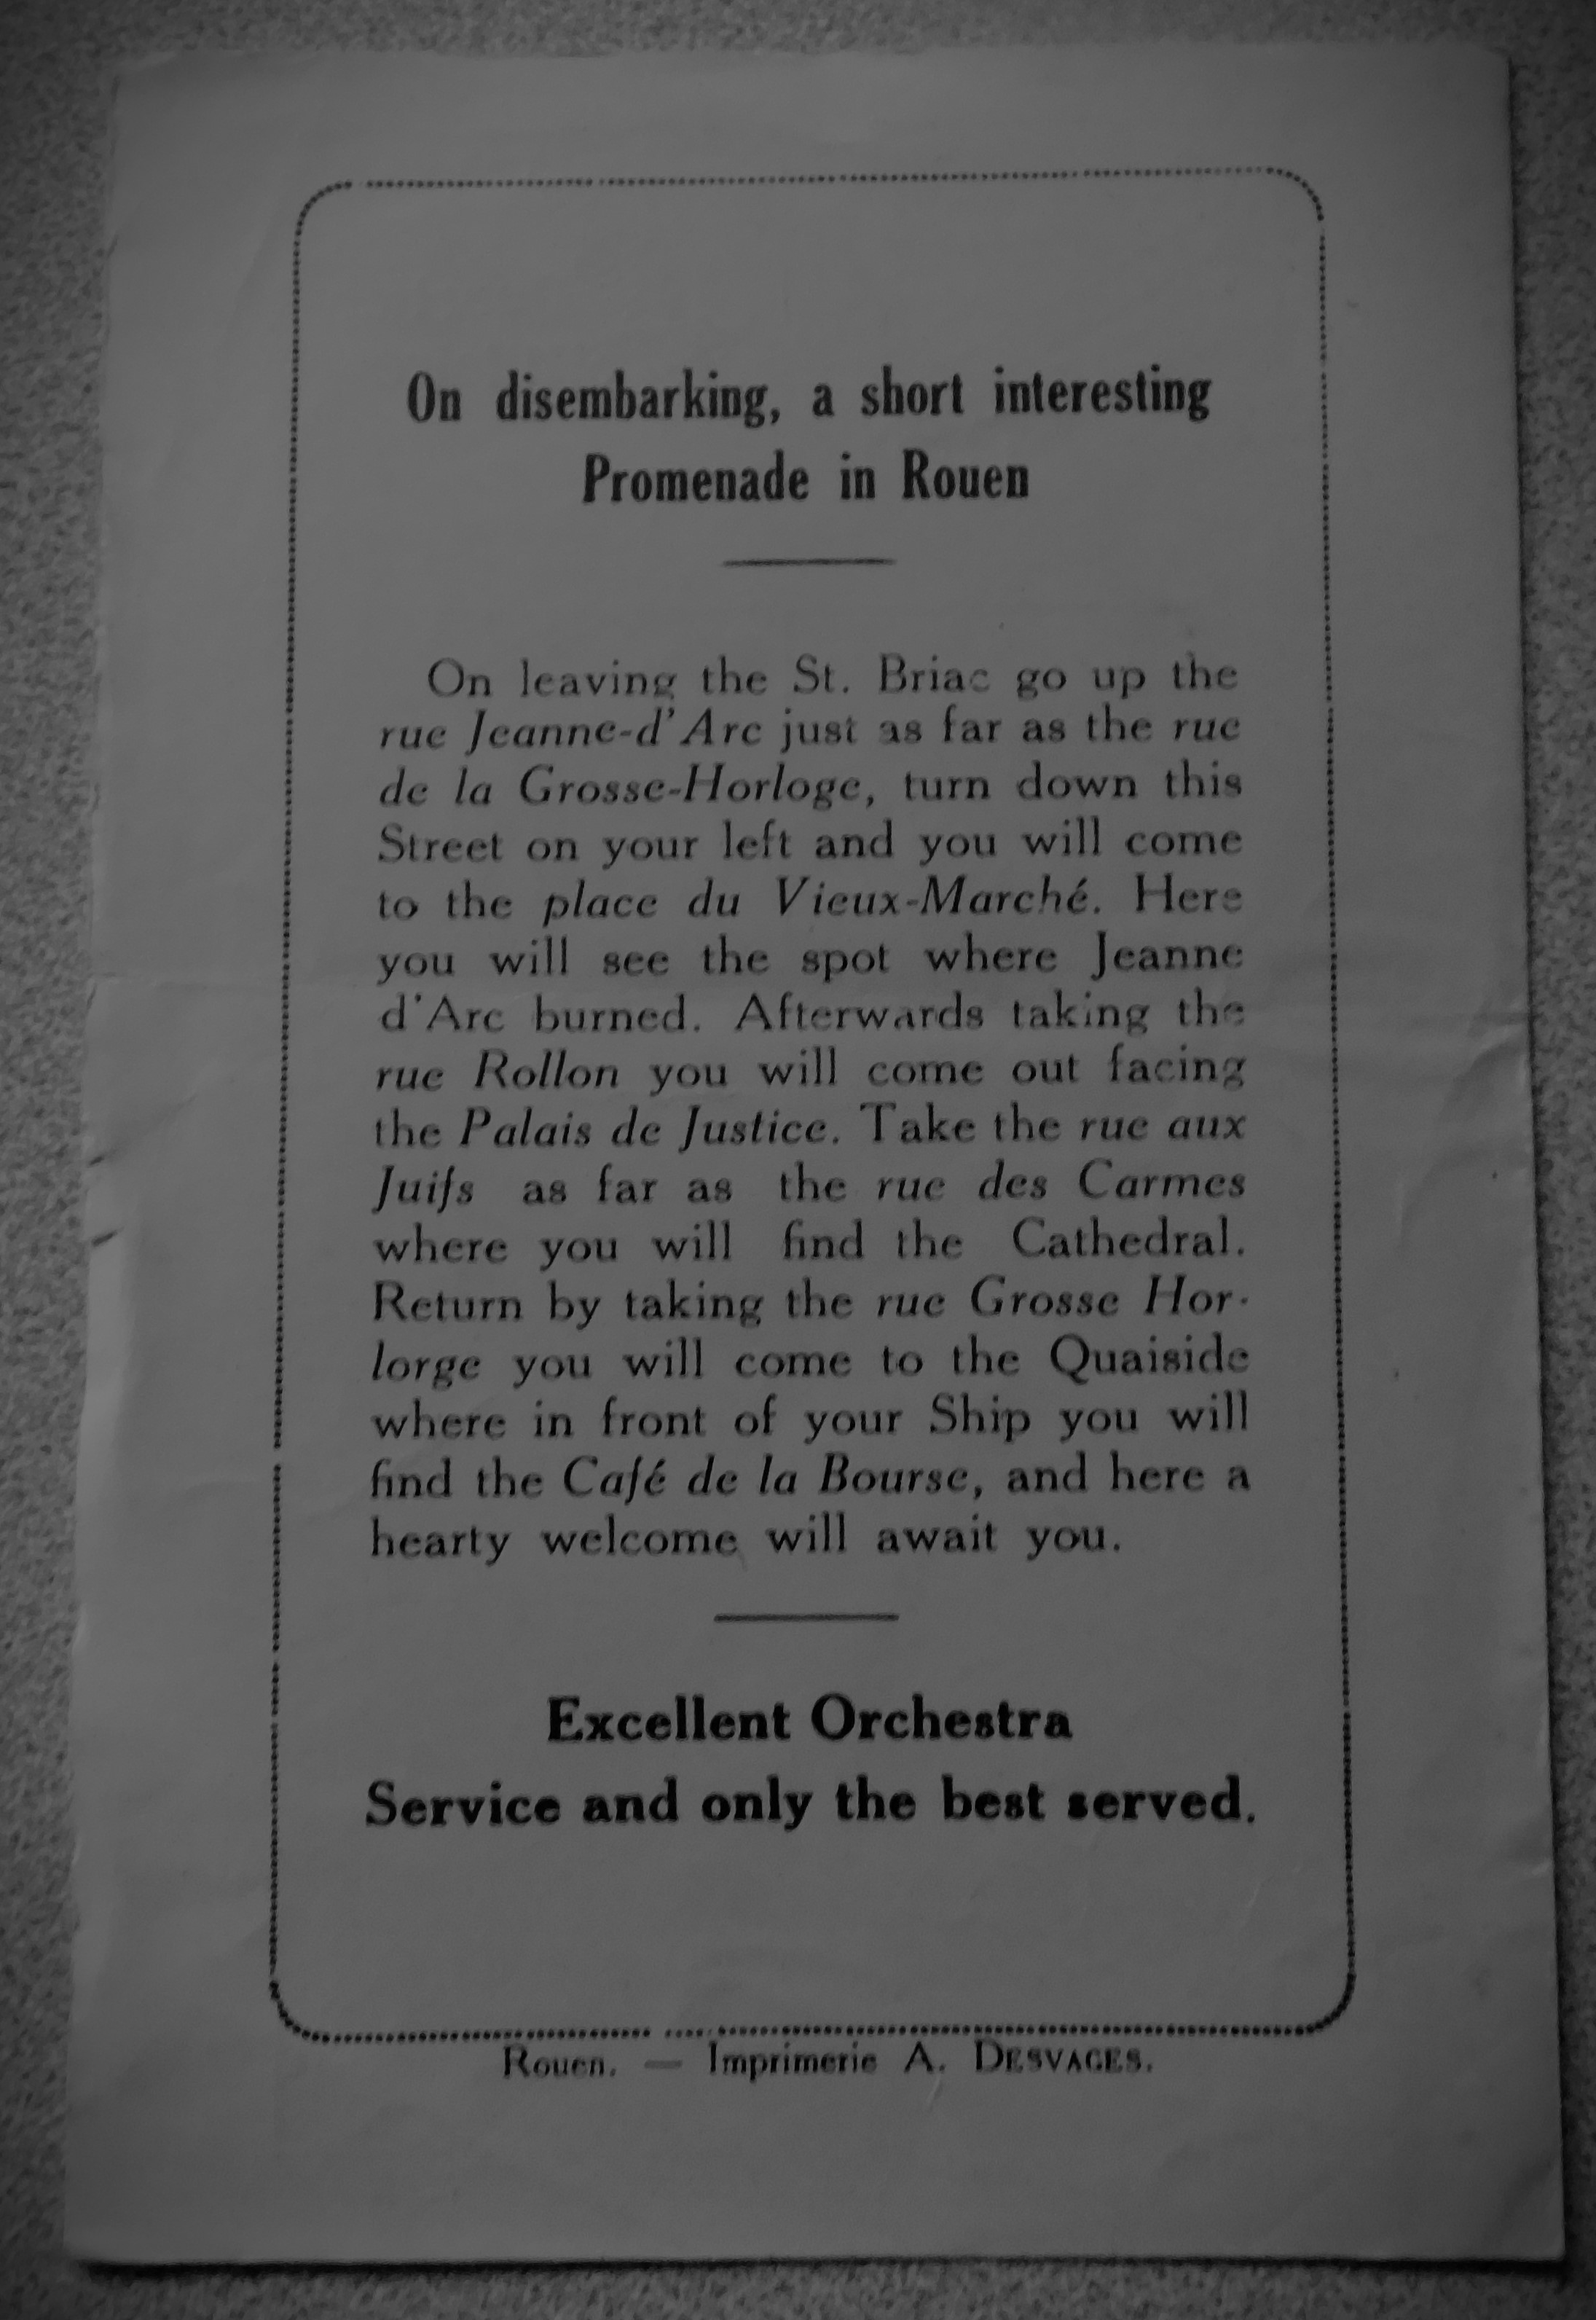 On disembarking, a short interesting
Promenade in Rouen
On leaving the St. Briac go up the
rue Jeanne-d'Arc just as far as the rue
de la Grosse-Horloge, turn down this
Street on your left and you will come
to the place du Vieux-Marché. Here
you will see the spot where Jeanne
d'Arc burned. Afterwards taking the
rue Rollon you will come out facing
the Palais de Justice. Take the rue aux
Juifs as far as the rue des Carmes
where you will find the Cathedral.
Return by taking the rue Grosse Hor-
lorge you will come to the Quaiside
where in front of your Ship you will
find the Café de la Bourse, and here a
hearty welcome will await you.
Excellent Orchestra
Service and only the best served.
Rouen. — Imprimerie A. DESVAGES.